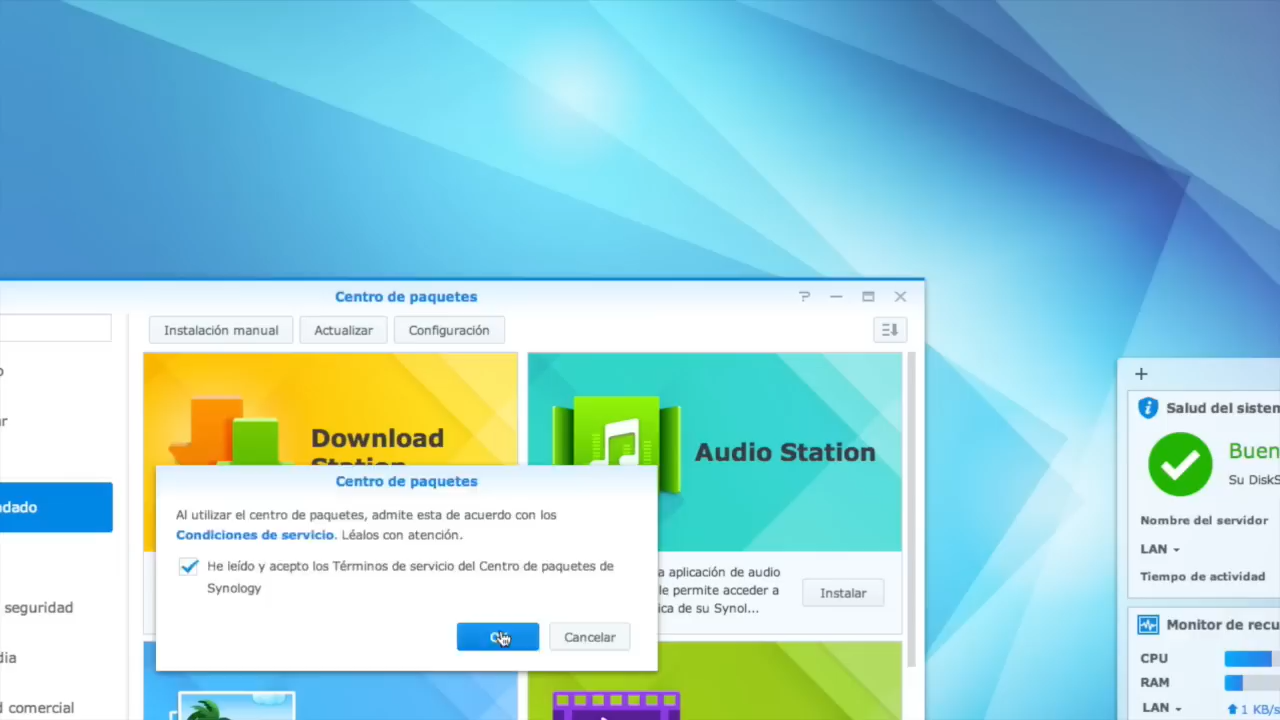 Centro de paquetes
Instalación manual
Actualizar
Configuración
Download
Station
Audio Station
a aplicación de audio
le permite acceder a
ica de su Synol...
Instalar
Centro de paquetes
Al utilizar el centro de paquetes, admite esta de acuerdo con los
Condiciones de servicio. Léalos con atención.
He leído y acepto los Términos de servicio del Centro de paquetes de
Synology
Cancelar
dado
seguridad
dia
d comercial
Salud del sistem
Buen
Su DiskS
Nombre del servidor
LAN
Tiempo de actividad
Monitor de recu
CPU
RAM
LAN
1 KB/s